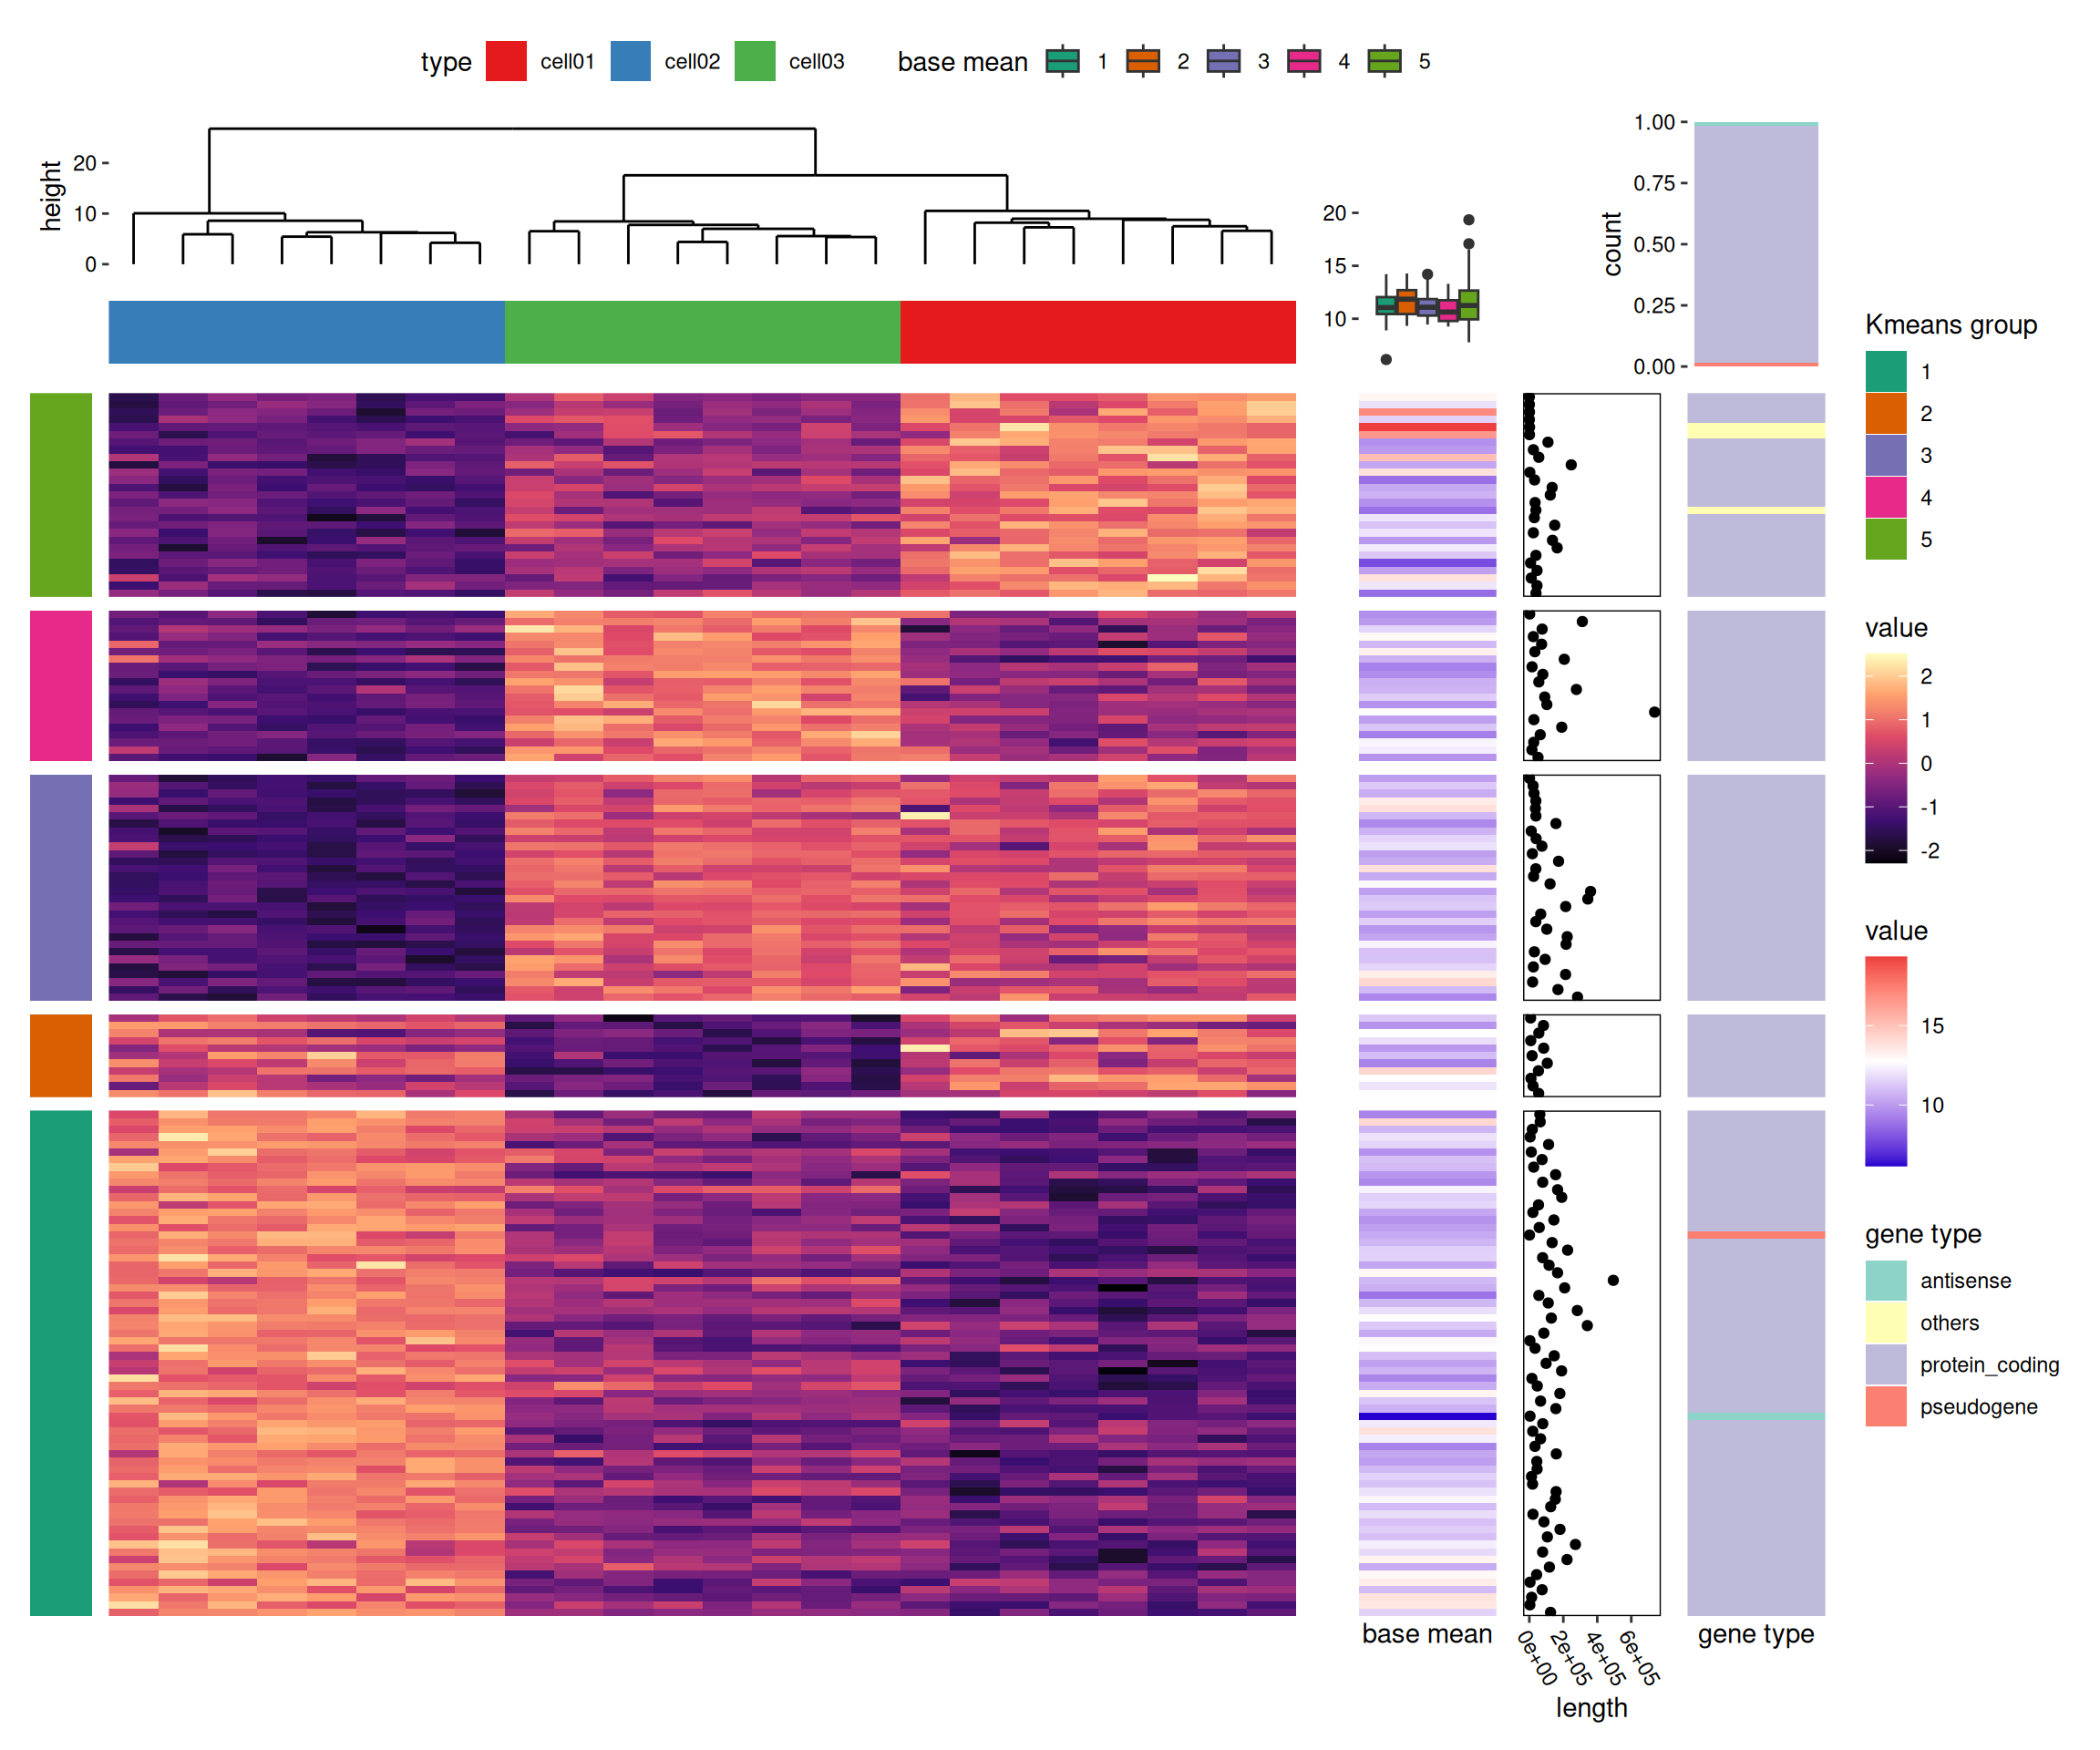 type cell01 cell02 cell03 base mean 1 2 3 4 5
height
20
10
0
20
15
10
count
1.00
0.75
0.50
0.25
0.00
Kmeans group
1
2
3
4
5
value
2
1
0
-1
-2
value
15
10
gene type
antisense
others
protein_coding
pseudogene
base mean
0e+00
2e+05
4e+05
6e+05
length
gene type